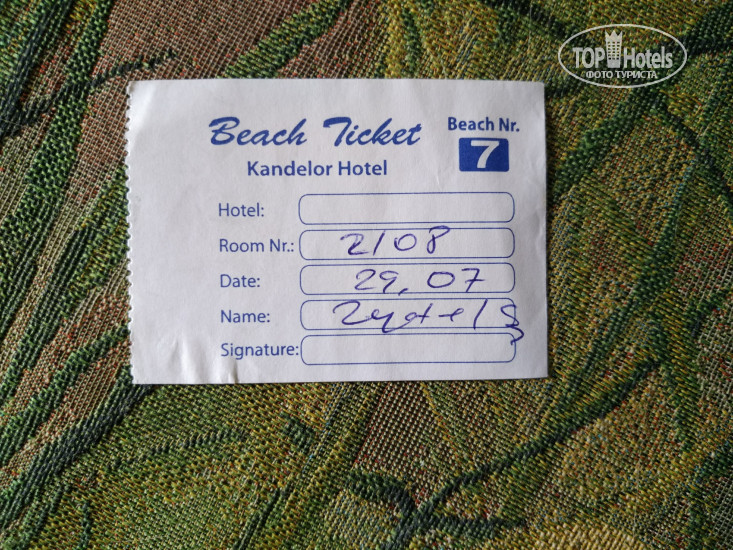 TOP Hotels
ФОТО ТУРИСТА
Beach Ticket
Beach Nr.
7
Kandelor Hotel
Hotel:
Room Nr.: 2108
Date: 29,07
Name:
Signature: